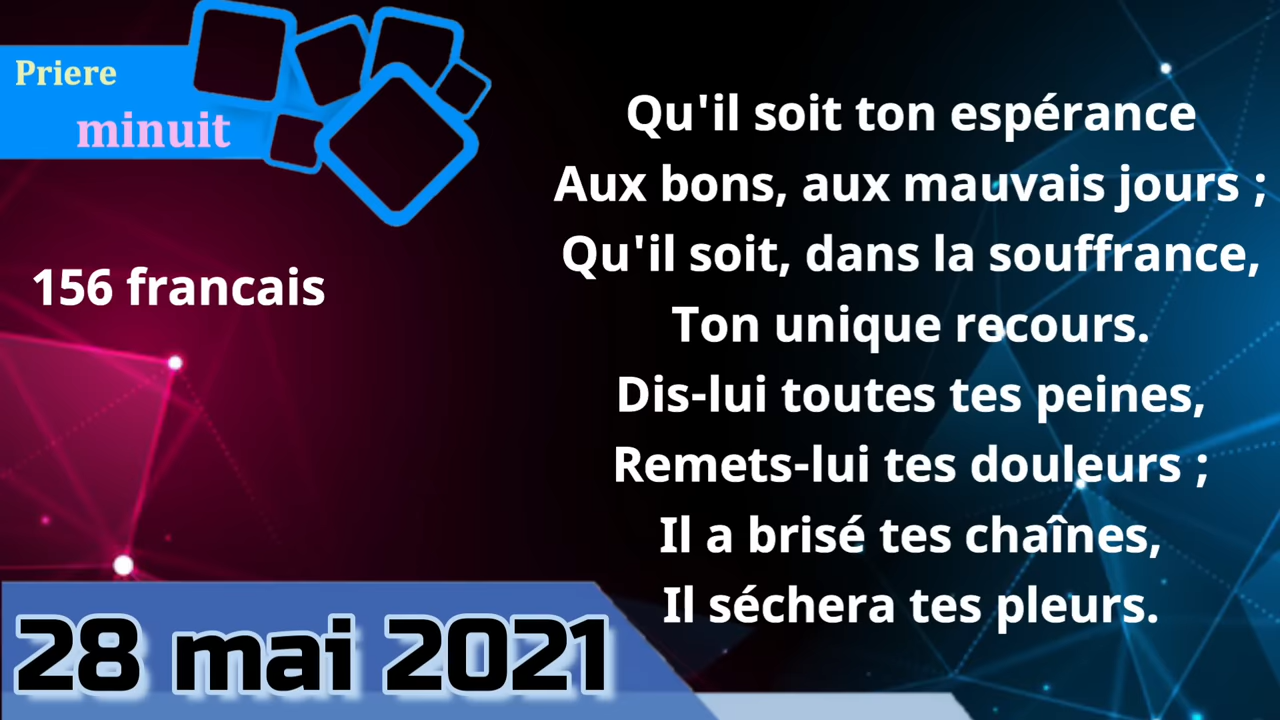 Priere
minuit
156 francais
Qu'il soit ton espérance
Aux bons, aux mauvais jours ;
Qu'il soit, dans la souffrance,
Ton unique recours.
Dis-lui toutes tes peines,
Remets-lui tes douleurs ;
Il a brisé tes chaînes,
Il séchera tes pleurs.
28 mai 2021